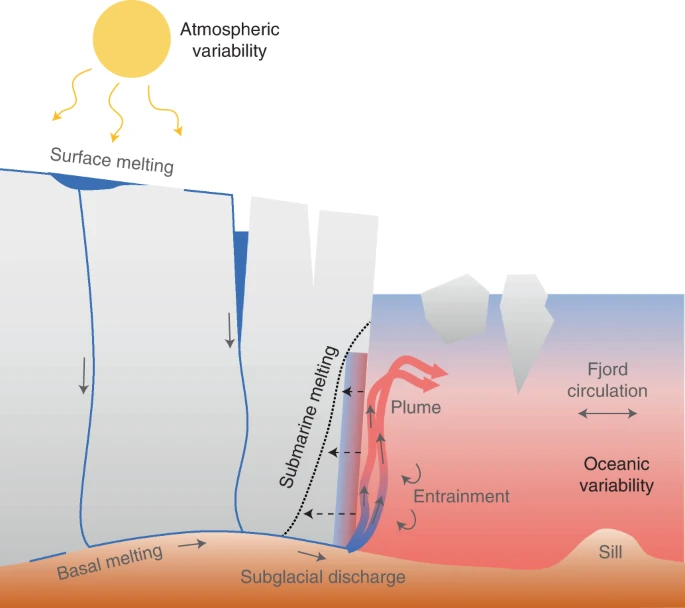 Atmospheric
variability
Surface melting
Submarine melting
Plume
Fjord
circulation
Oceanic
variability
Entrainment
Sill
Basal melting
Subglacial discharge